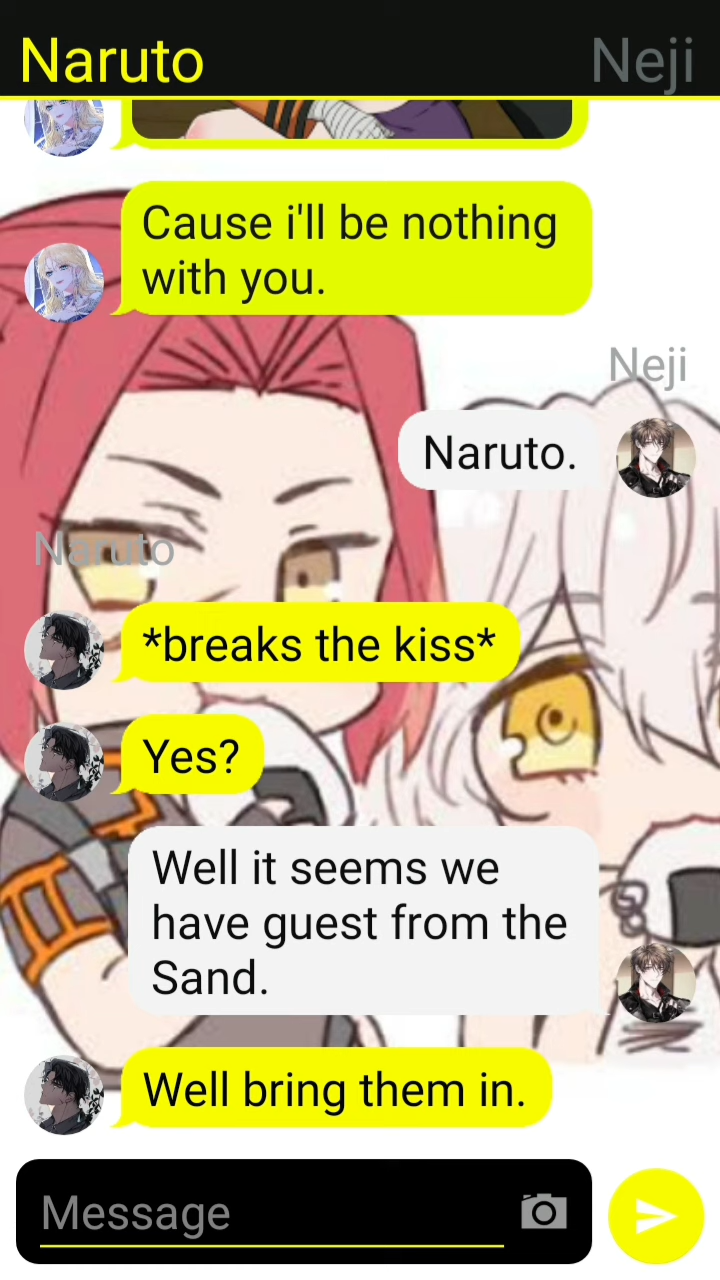 Naruto
Neji
Cause i'll be nothing
with you.
Neji
Naruto.
Naruto
*breaks the kiss*
Yes?
Well it seems we
have guest from the
Sand.
Well bring them in.
Message